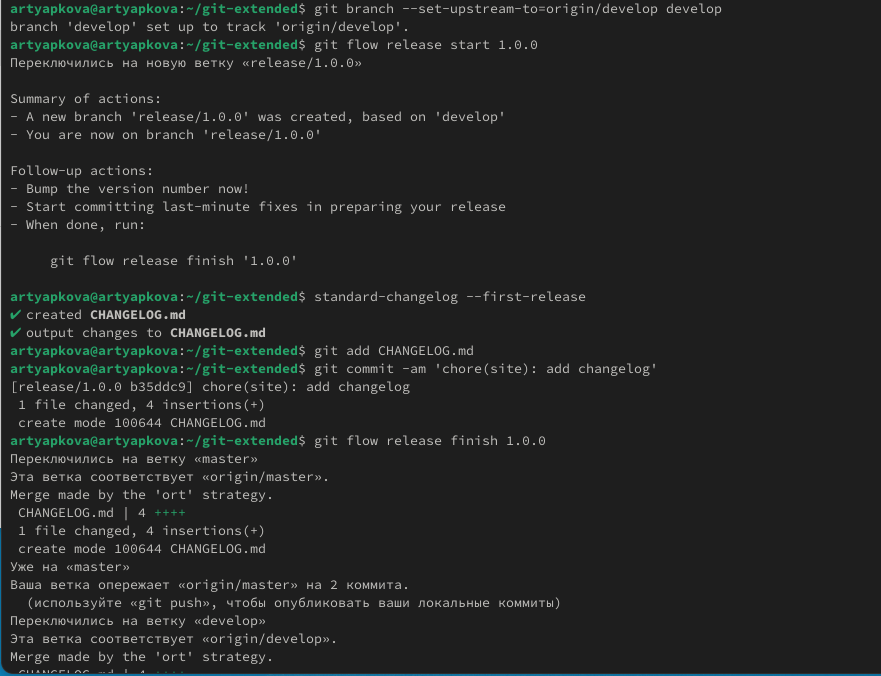 artyapkova@artyapkova:~/git-extended$ git branch --set-upstream-to=origin/develop develop
branch 'develop' set up to track 'origin/develop'.
artyapkova@artyapkova:~/git-extended$ git flow release start 1.0.0
Переключились на новую ветку «release/1.0.0»
Summary of actions:
- A new branch 'release/1.0.0' was created, based on 'develop'
- You are now on branch 'release/1.0.0'
Follow-up actions:
- Bump the version number now!
- Start committing last-minute fixes in preparing your release
- When done, run:
git flow release finish '1.0.0'
artyapkova@artyapkova:~/git-extended$ standard-changelog --first-release
✔ created CHANGELOG.md
✔ output changes to CHANGELOG.md
artyapkova@artyapkova:~/git-extended$ git add CHANGELOG.md
artyapkova@artyapkova:~/git-extended$ git commit -am 'chore(site): add changelog'
[release/1.0.0 b35ddc9] chore(site): add changelog
1 file changed, 4 insertions(+)
create mode 100644 CHANGELOG.md
artyapkova@artyapkova:~/git-extended$ git flow release finish 1.0.0
Переключились на ветку «master»
Эта ветка соответствует «origin/master».
Merge made by the 'ort' strategy.
CHANGELOG.md | 4 ++++
1 file changed, 4 insertions(+)
create mode 100644 CHANGELOG.md
Уже на «master»
Ваша ветка опережает «origin/master» на 2 коммита.
(используйте «git push», чтобы опубликовать ваши локальные коммиты)
Переключились на ветку «develop»
Эта ветка соответствует «origin/develop».
Merge made by the 'ort' strategy.
CHANGELOG.md | 4 ++++